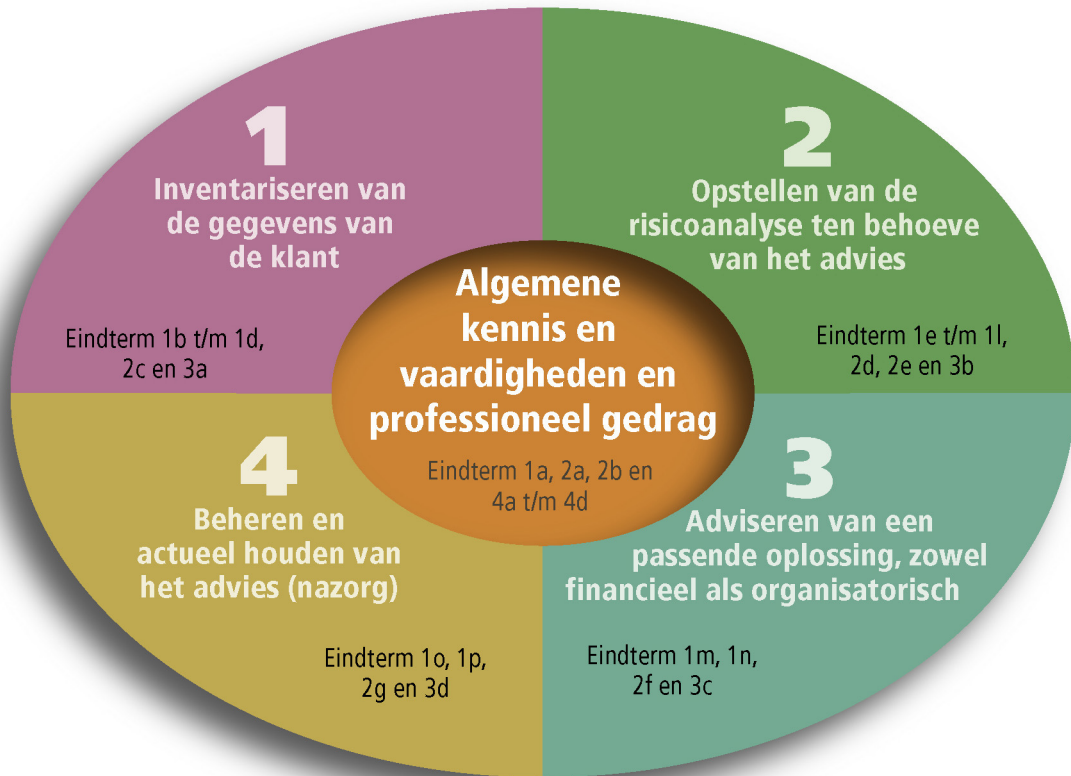 1
Inventariseren van
de gegevens van
de klant
Eindterm 1b t/m 1d,
2c en 3a
2
Opstellen van de
risicoanalyse ten behoeve
van het advies
Eindterm 1e t/m 1l,
2d, 2e en 3b
Algemene
kennis en
vaardigheden en
professioneel gedrag
Eindterm 1a, 2a, 2b en
4a t/m 4d
3
Adviseren van een
passende oplossing, zowel
financieel als organisatorisch
Eindterm 1m, 1n,
2f en 3c
4
Beheren en
actueel houden van
het advies (nazorg)
Eindterm 1o, 1p,
2g en 3d